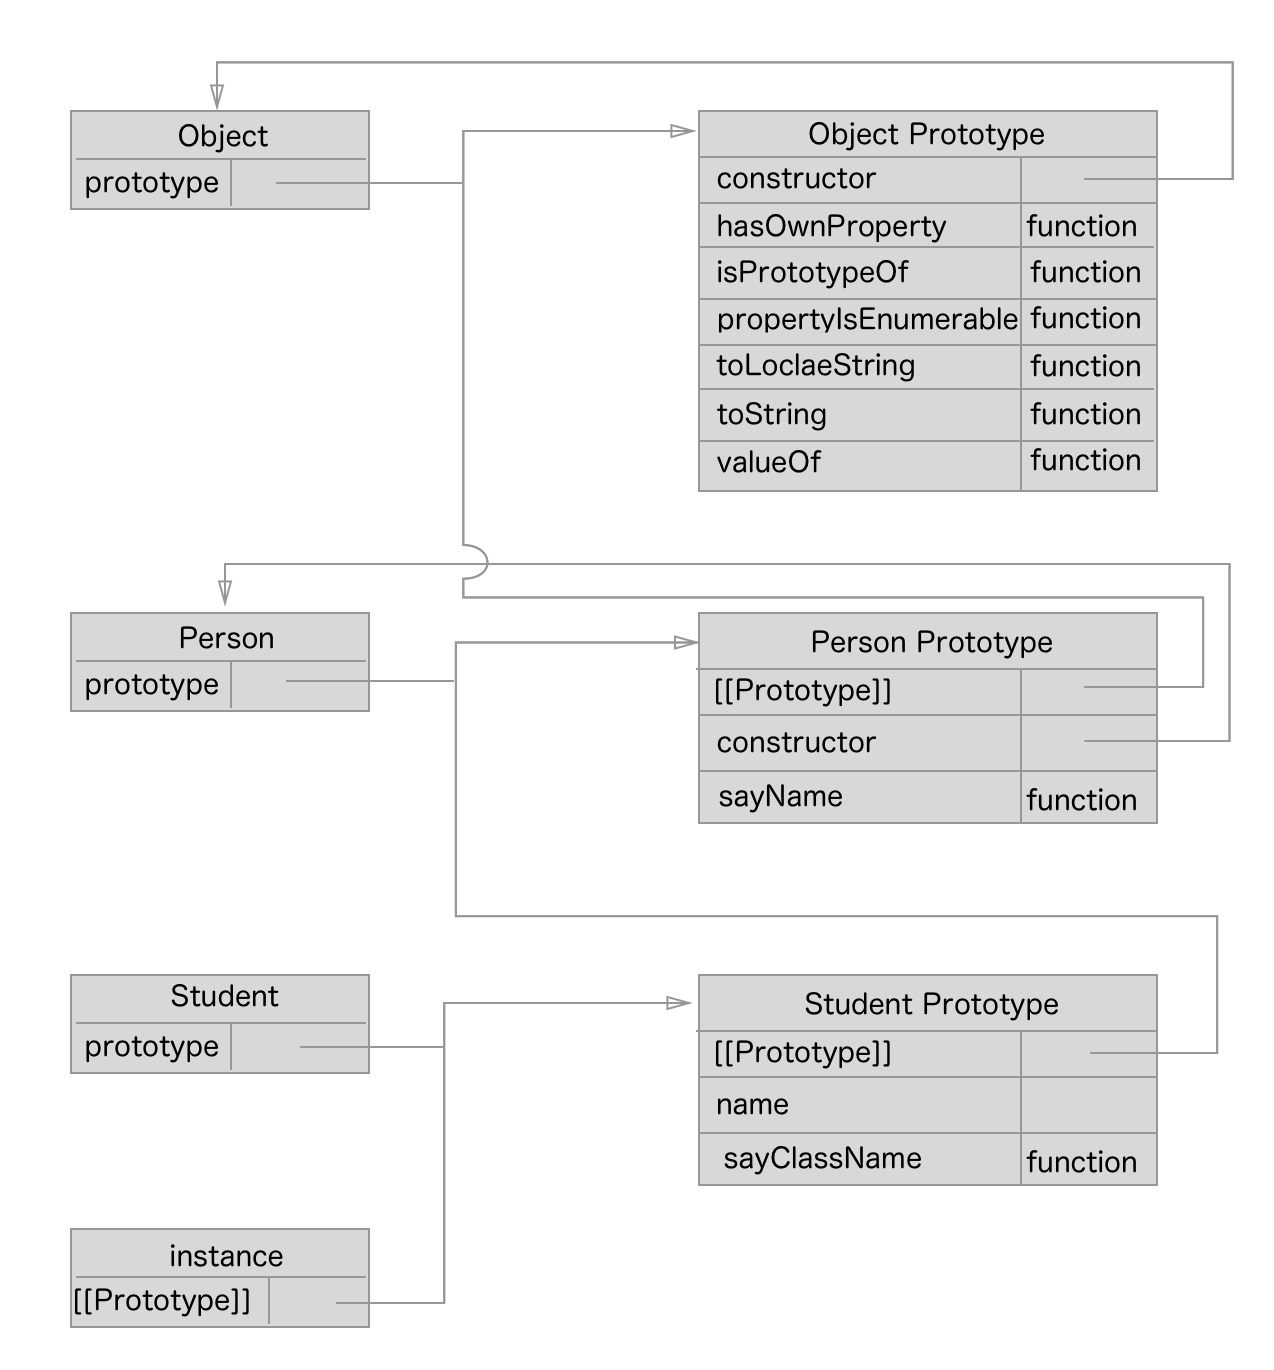 Object
prototype
Object Prototype
constructor
hasOwnProperty function
isPrototypeOf function
propertyIsEnumerable function
toLoclaeString function
toString function
valueOf function
Person
prototype
Person Prototype
[[Prototype]]
constructor
sayName function
Student
prototype
Student Prototype
[[Prototype]]
name
sayClassName function
instance
[[Prototype]]